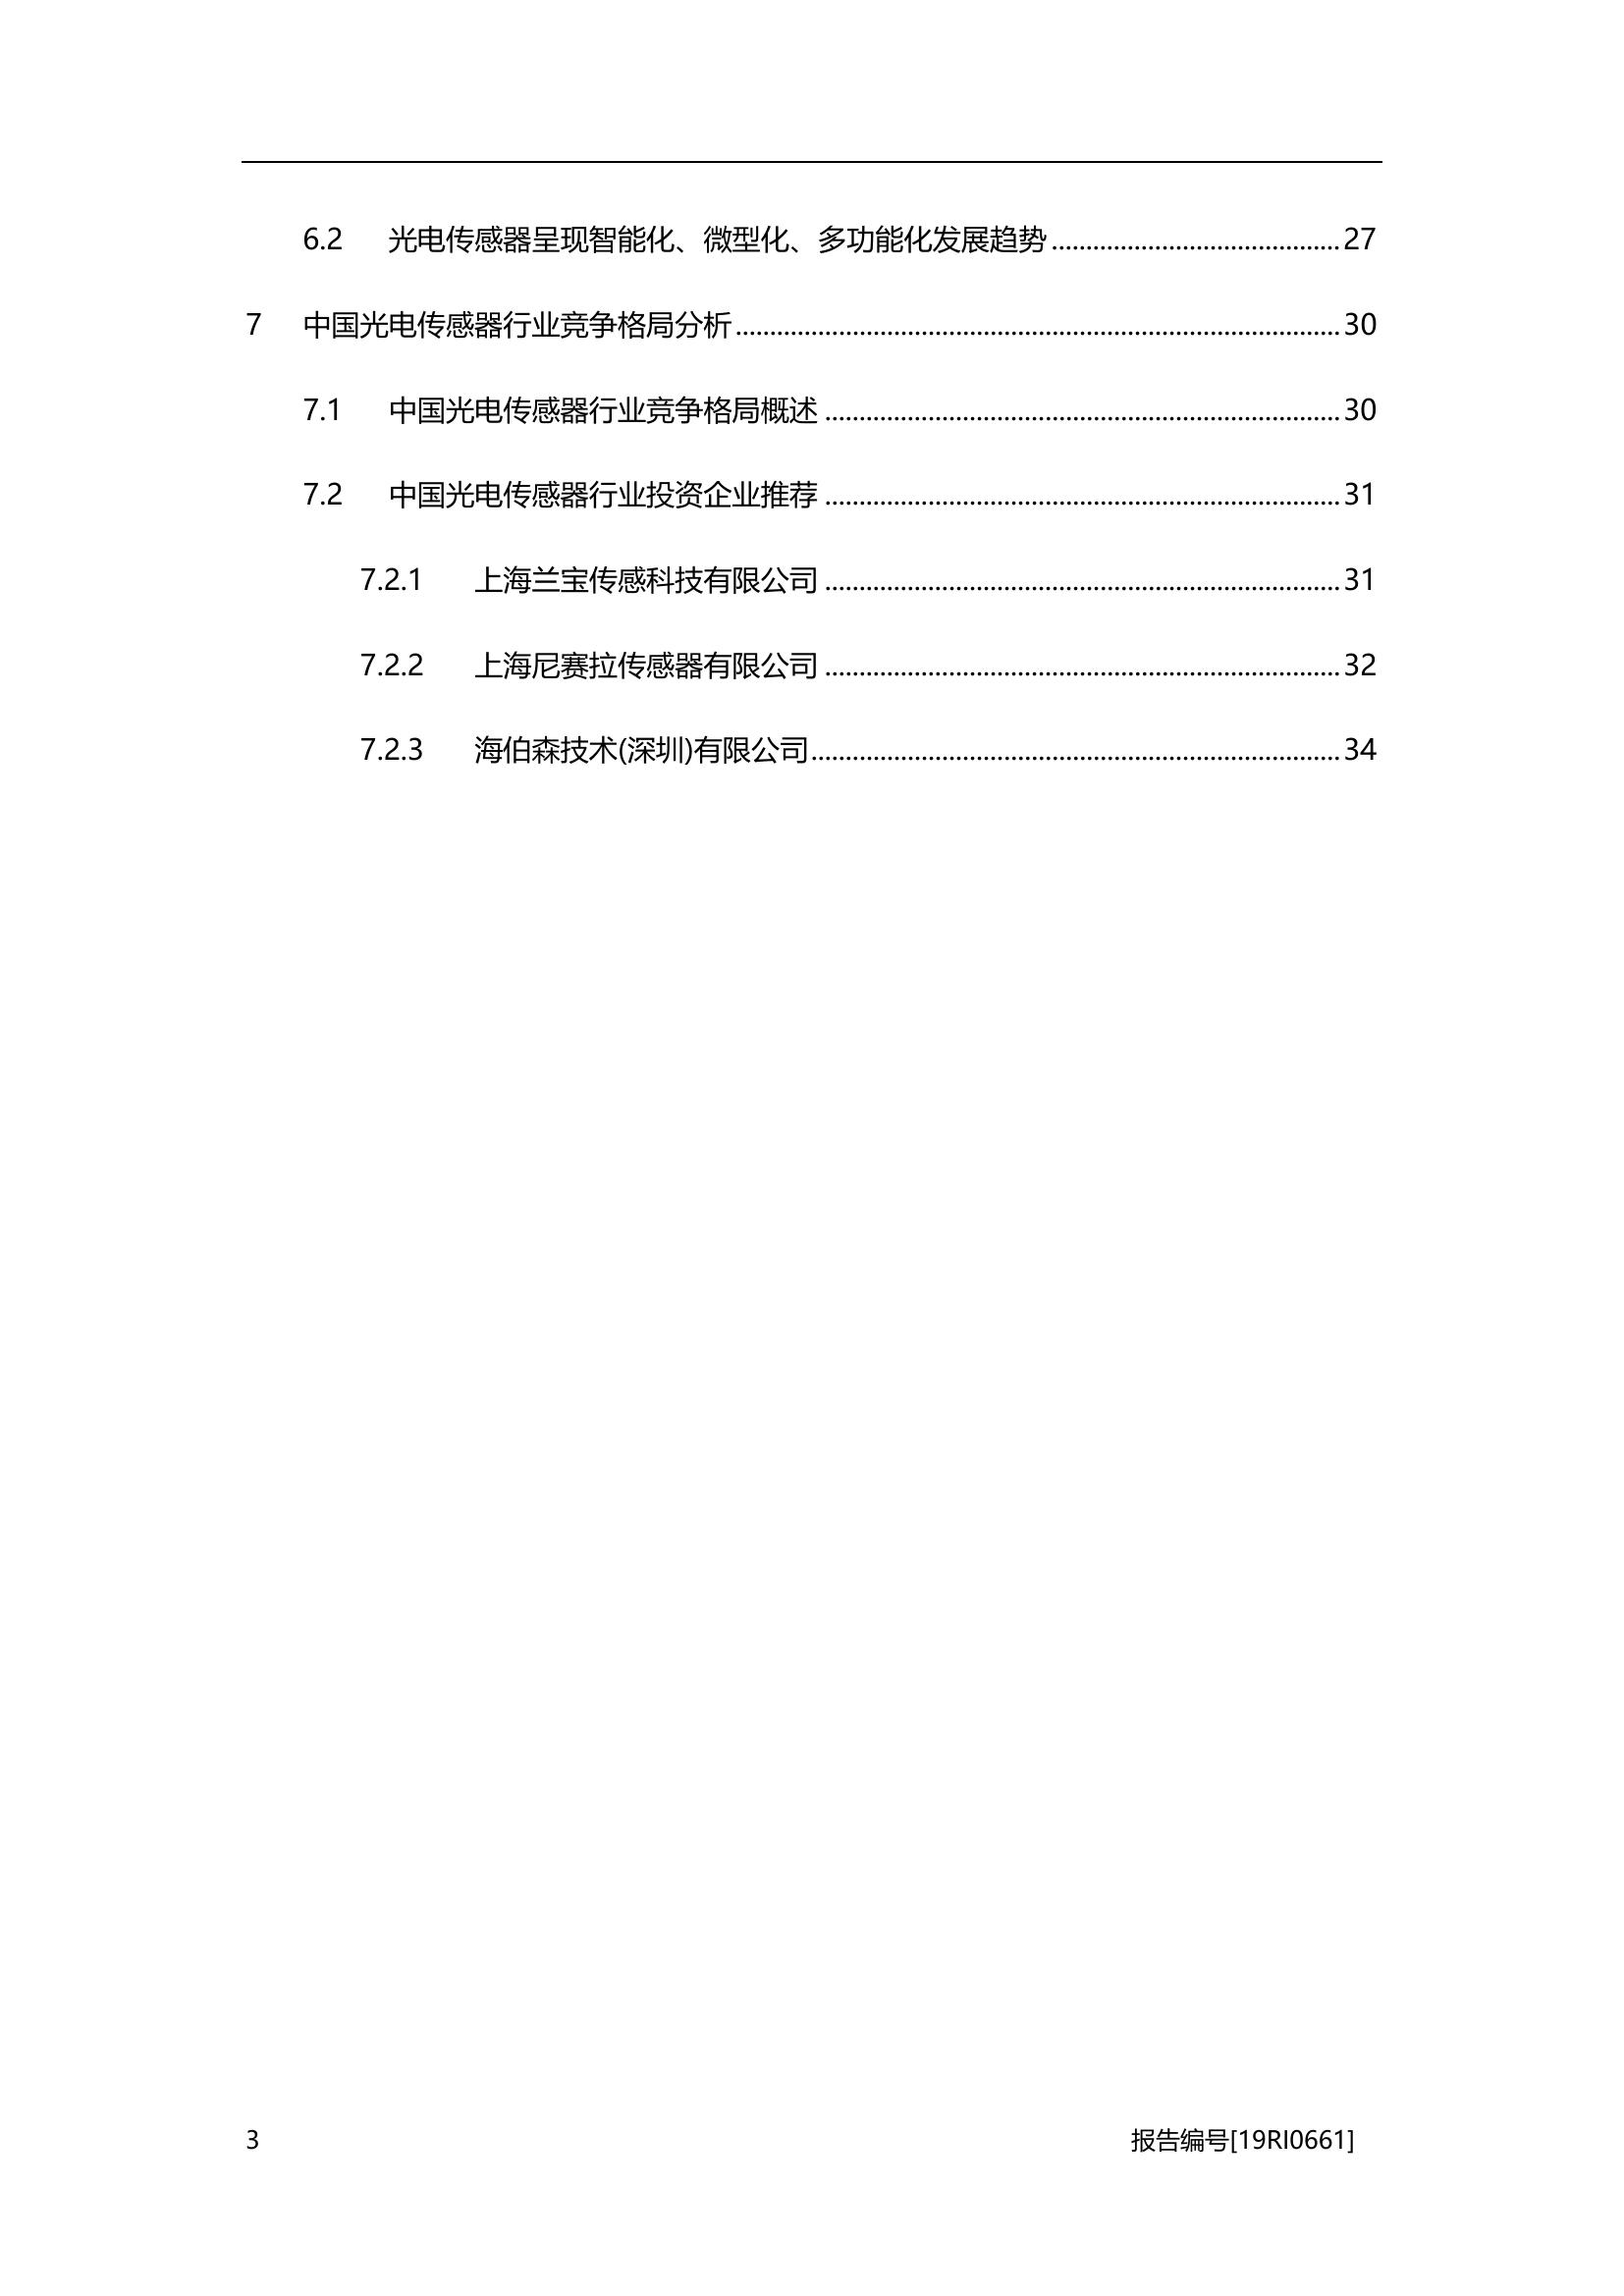 6.2 光电传感器呈现智能化、微型化、多功能化发展趋势........................................27
7 中国光电传感器行业竞争格局分析........................................30
7.1 中国光电传感器行业竞争格局概述........................................30
7.2 中国光电传感器行业投资企业推荐........................................31
7.2.1 上海兰宝传感科技有限公司........................................31
7.2.2 上海尼赛拉传感器有限公司........................................32
7.2.3 海伯森技术(深圳)有限公司........................................34
3 报告编号[19RI0661]